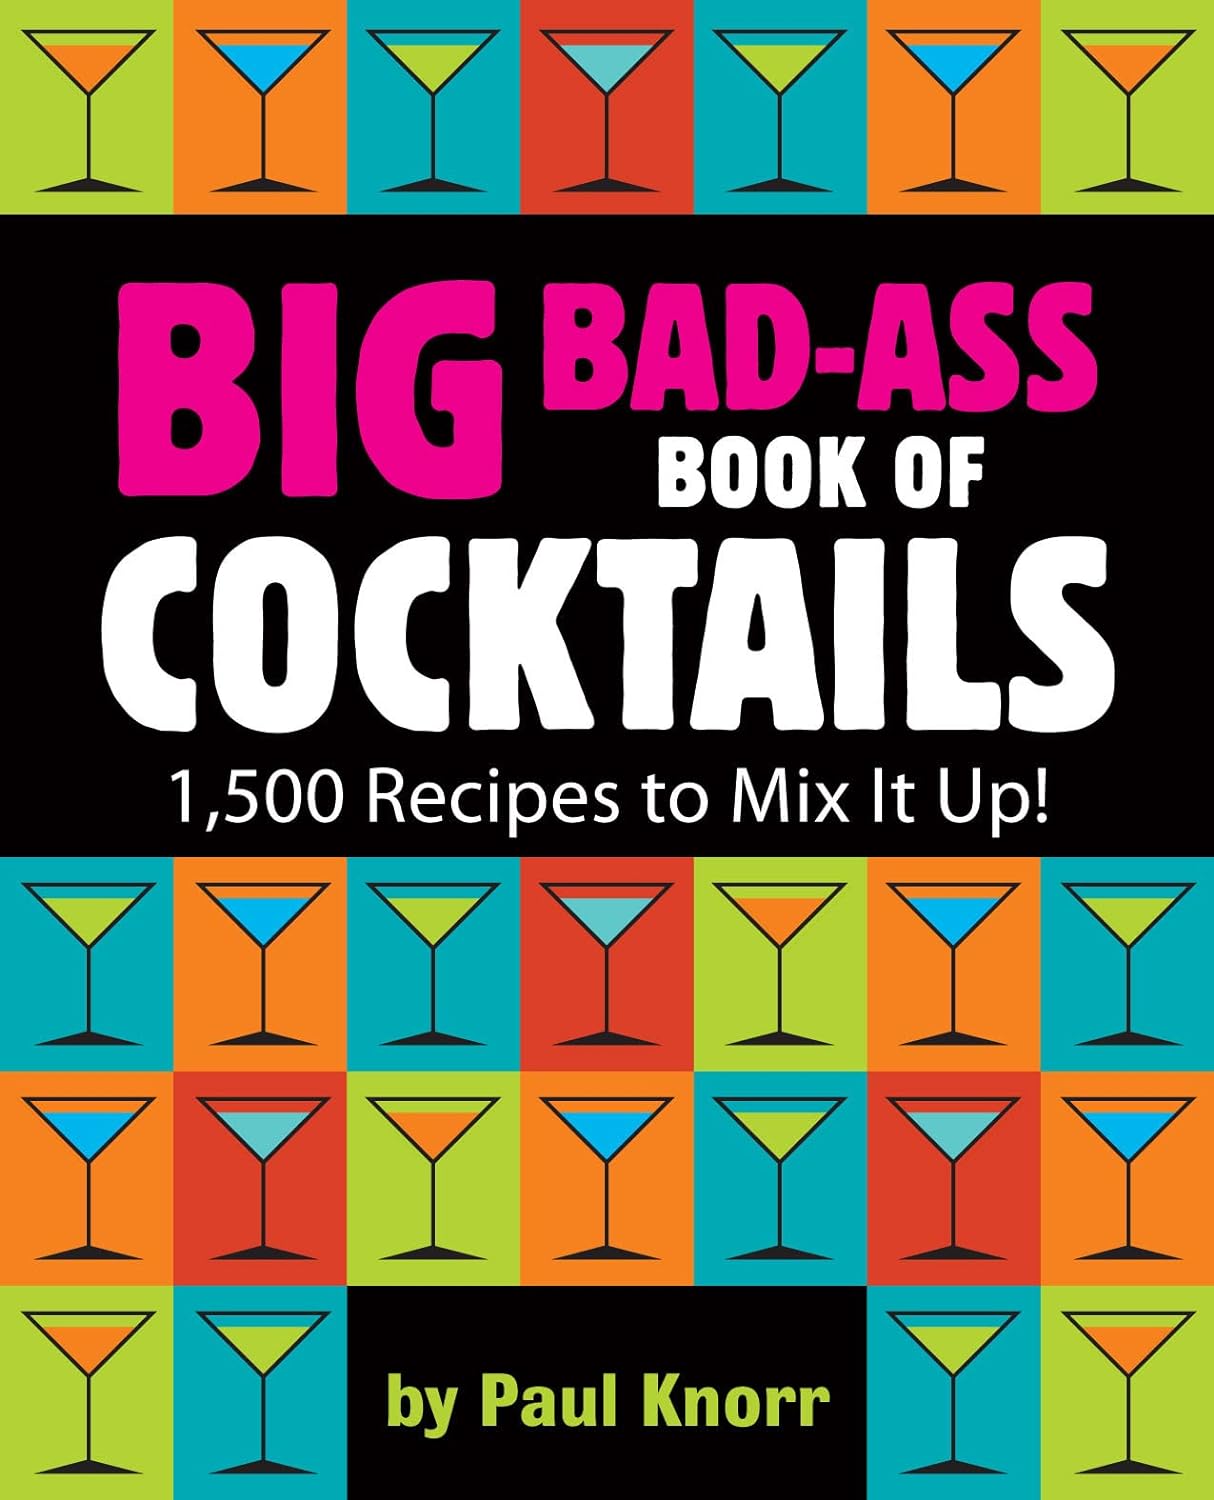 BIG BAD-ASS
BOOK OF
COCKTAILS
1,500 Recipes to Mix It Up!
by Paul Knorr